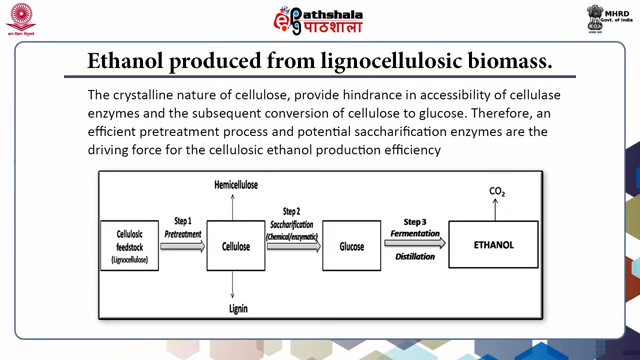 Pathshala
पाठशाला
MHRD
Govt. of India
Ethanol produced from lignocellulosic biomass.
The crystalline nature of cellulose, provide hindrance in accessibility of cellulase
enzymes and the subsequent conversion of cellulose to glucose. Therefore, an
efficient pretreatment process and potential saccharification enzymes are the
driving force for the cellulosic ethanol production efficiency
Cellulosic
feedstock
(Lignocellulose)
Step 1
Pretreatment
Hemicellulose
Cellulose
Lignin
Step 2
Saccharification
(Chemical/enzymatic)
Glucose
Step 3
Fermentation
Distillation
CO₂
ETHANOL